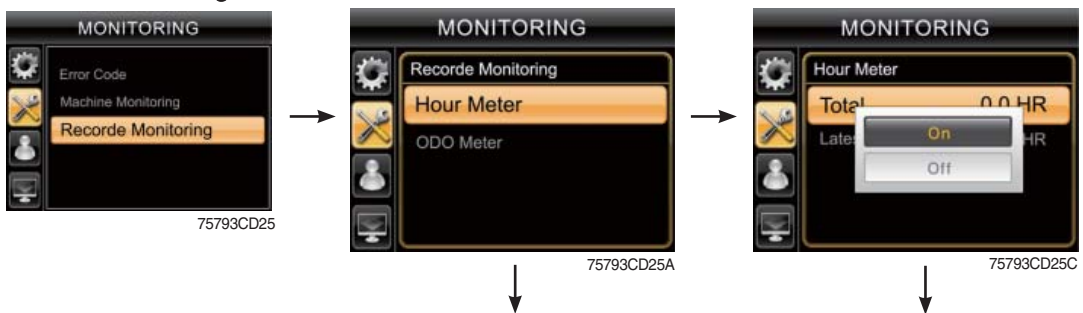 MONITORING
Error Code
Machine Monitoring
Recorde Monitoring
75793CD25
MONITORING
Recorde Monitoring
Hour Meter
ODO Meter
75793CD25A
MONITORING
Hour Meter
Total 0.0 HR
HR
On
Off
75793CD25C